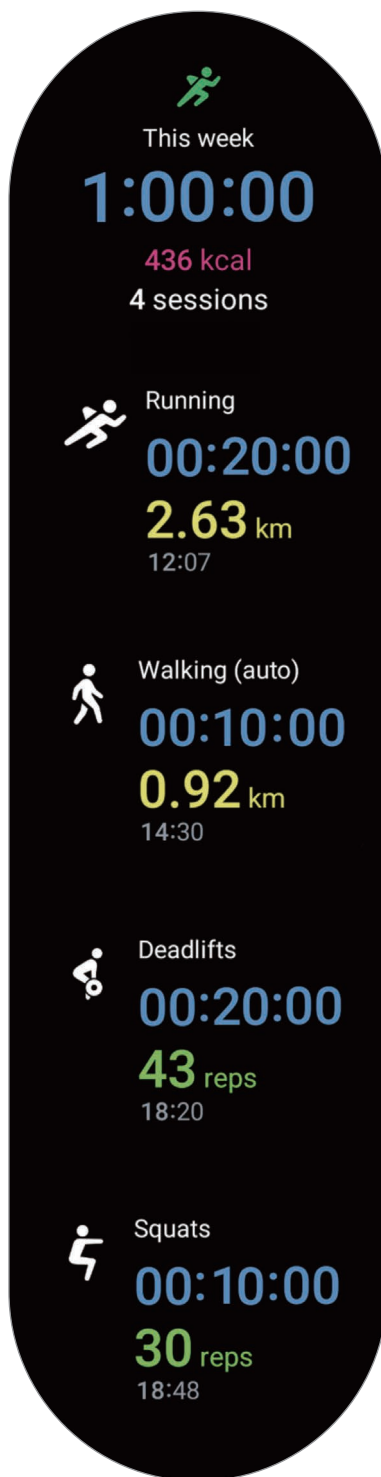 This week
1:00:00
436 kcal
4 sessions
Running
00:20:00
2.63 km
12:07
Walking (auto)
00:10:00
0.92 km
14:30
Deadlifts
00:20:00
43 reps
18:20
Squats
00:10:00
30 reps
18:48